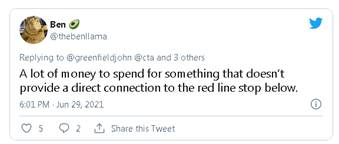 Ben 🥑
@thebenllama
Replying to @greenfieldjohn @cta and 3 others
A lot of money to spend for something that doesn't
provide a direct connection to the red line stop below.
6:01 PM · Jun 29, 2021
5 2 Share this Tweet